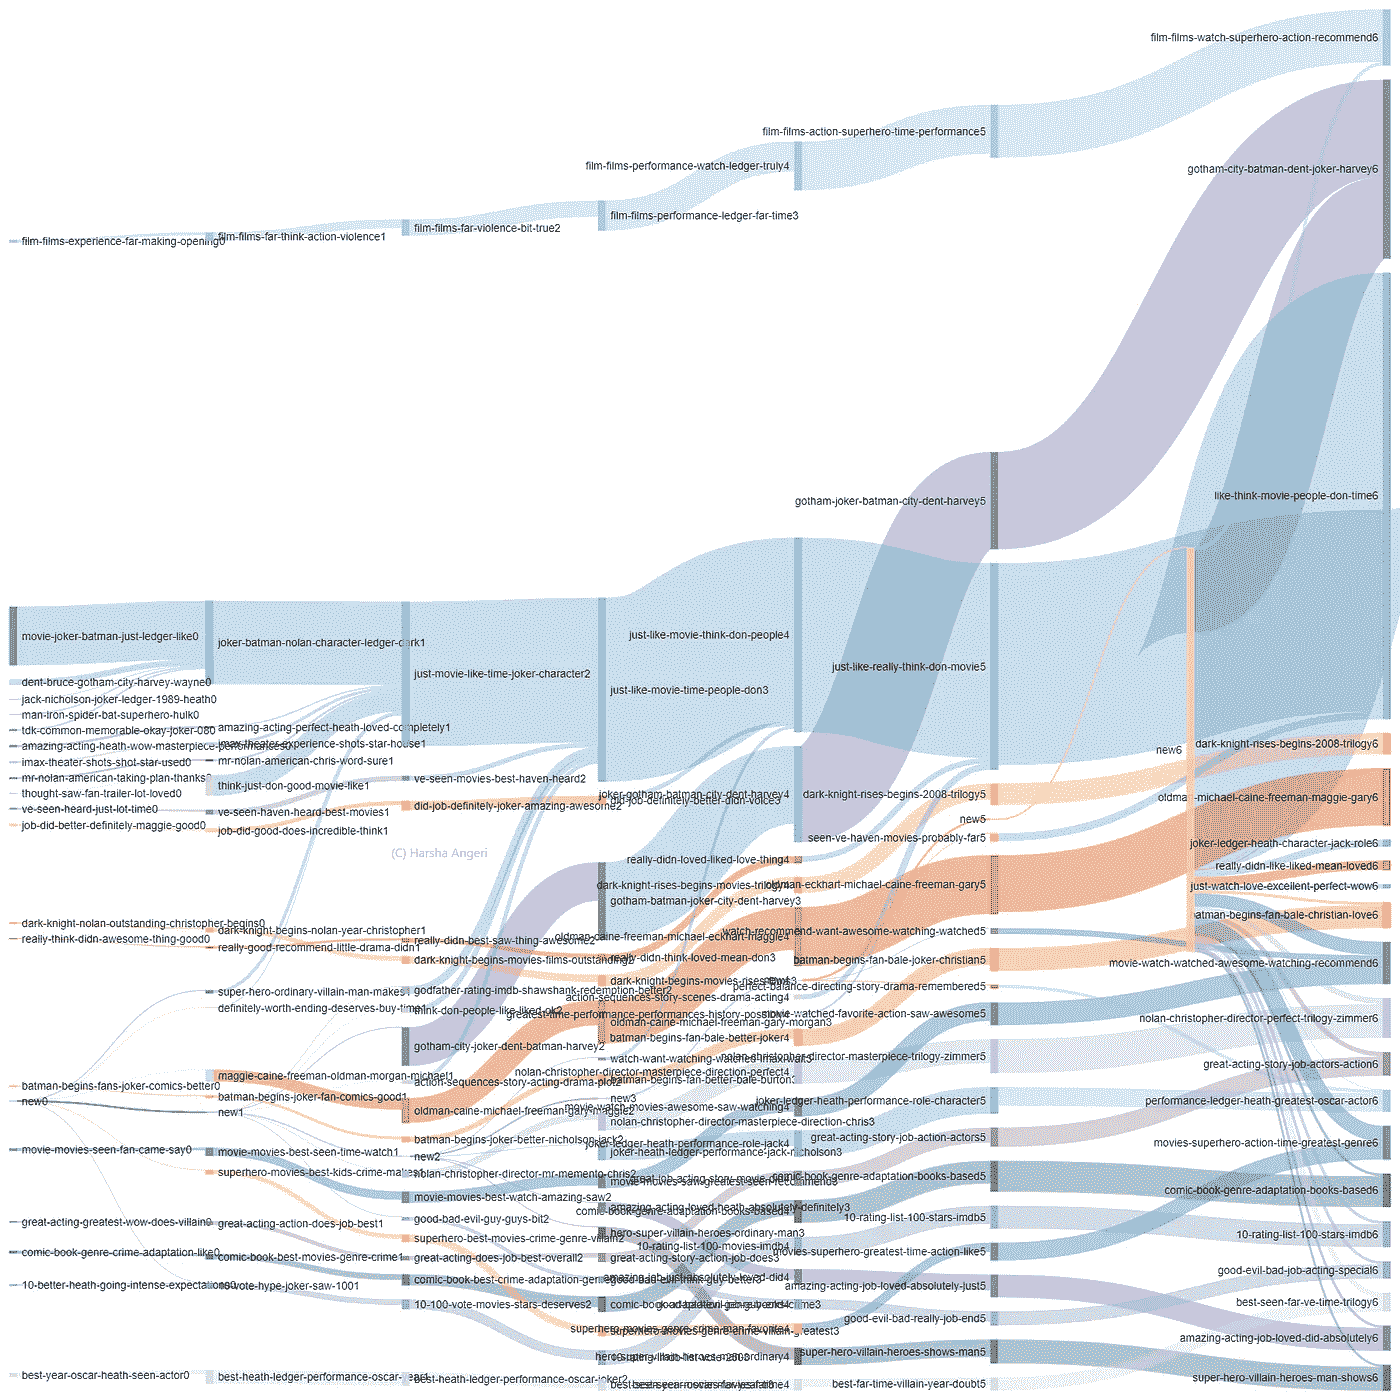 film-films-watch-superhero-action-recommend6
film-films-action-superhero-time-performance5
film-films-performance-watch-ledger-truly4
gotham-city-batman-dent-joker-harvey6
film-films-performance-ledger-far-time3
film-films-far-violence-bit-true2
film-films-far-think-action-violence1
film-films-experience-far-making-opening0
like-think-movie-people-don-time6
gotham-joker-batman-city-dent-harvey5
movie-joker-batman-just-ledger-like0
just-like-movie-think-don-people4
joker-batman-nolan-character-ledger-dark1
just-like-really-think-don-movie5
just-movie-like-time-joker-character2
dent-bruce-gotham-city-harvey-wayne0
just-like-movie-time-people-don3
jack-nicholson-joker-ledger-1989-heath0
man-iron-spider-bat-superhero-hulk0
tdk-common-memorable-okay-joker-080
amazing-acting-perfect-heath-loved-completely1
amazing-acting-heath-wow-masterpiece-performances0
imax-theater-experience-shots-star-house1
dark-knight-rises-begins-2008-trilogy6
new6
imax-theater-shots-shot-star-used0
mr-nolan-american-chris-word-sure1
mr-nolan-american-taking-plan-thanks0
ve-seen-movies-best-haven-heard2
think-just-don-good-movie-like1
thought-saw-fan-trailer-lot-loved0
joker-gotham-batman-city-dent-harvey4
dark-knight-rises-begins-2008-trilogy5
oldman-michael-caine-freeman-maggie-gary6
did-job-definitely-better-didn-voice3
did-job-definitely-joker-amazing-awesome2
ve-seen-heard-just-lot-time0
ve-seen-haven-heard-best-movies1
new5
job-did-better-definitely-maggie-good0
job-did-good-does-incredible-think1
seen-ve-haven-movies-probably-far5
joker-ledger-heath-character-jack-role6
(C) Harsha Angeri
really-didn-loved-liked-love-thing4
really-didn-like-liked-mean-loved6
dark-knight-rises-begins-movies-trilogy4
oldman-eckhart-michael-caine-freeman-gary5
just-watch-love-excellent-perfect-wow6
gotham-batman-joker-city-dent-harvey3
batman-begins-fan-bale-christian-love6
dark-knight-nolan-outstanding-christopher-begins0
dark-knight-begins-nolan-year-christopher1
watch-recommend-want-awesome-watching-watched5
oldman-caine-freeman-michael-eckhart-maggie4
really-think-didn-awesome-thing-good0
really-good-recommend-little-drama-didn1
really-didn-best-saw-thing-awesome2
really-didn-think-loved-mean-don3
dark-knight-begins-movies-films-outstanding2
batman-begins-fan-bale-joker-christian5
movie-watch-watched-awesome-watching-recommend6
dark-knight-begins-movies-rises-films3
perfect-balance-directing-story-drama-remembered5
super-hero-ordinary-villain-man-makes1
godfather-rating-imdb-shawshank-redemption-better2
action-sequences-story-scenes-drama-acting4
definitely-worth-ending-deserves-buy-time1
think-don-people-like-liked-ok2
movie-watched-favorite-action-saw-awesome5
nolan-christopher-director-perfect-trilogy-zimmer6
oldman-caine-michael-freeman-gary-morgan3
batman-begins-fan-bale-better-joker4
gotham-city-joker-dent-batman-harvey2
watch-want-watching-watched-imax-wait3
nolan-christopher-director-masterpiece-trilogy-zimmer5
great-acting-story-job-actors-action6
nolan-christopher-director-masterpiece-direction-perfect4
maggie-caine-freeman-oldman-morgan-michael1
action-sequences-story-acting-drama-plot2
batman-begins-fan-better-bale-burton3
batman-begins-fans-joker-comics-better0
batman-begins-joker-fan-comics-good1
new0
new3
joker-ledger-heath-performance-role-character5
performance-ledger-heath-greatest-oscar-actor6
movie-watch-movies-awesome-saw-watching4
new1
oldman-caine-michael-freeman-gary-maggie2
nolan-christopher-director-masterpiece-chris3
great-acting-story-job-action-actors5
batman-begins-joker-better-nicholson-jack2
joker-ledger-heath-performance-role-jack4
movies-superhero-action-time-greatest-genre6
movie-movies-seen-fan-came-say0
movie-movies-best-seen-time-watch1
joker-heath-ledger-performance-jack-nicholson3
new2
superhero-movies-best-kids-crime-makes1
nolan-christopher-director-mr-memento-chris2
comic-book-genre-adaptation-books-based5
comic-book-genre-adaptation-books-based6
movie-movies-best-watch-amazing-saw2
amazing-acting-loved-heath-absolutely-definitely3
comic-book-genre-adaptation-books-based4
great-acting-greatest-wow-does-villain0
great-acting-action-does-job-best1
good-bad-evil-guy-guys-bit2
10-rating-list-100-stars-imdb5
hero-super-villain-heroes-ordinary-man3
10-rating-list-100-stars-imdb6
superhero-movies-best-crime-genre-villain2
10-rating-list-100-movies-imdb4
movies-superhero-greatest-time-action-like5
comic-book-genre-crime-adaptation-like0
comic-book-best-movies-genre-crime1
great-acting-does-job-best-overall2
great-acting-story-action-job-does3
good-evil-bad-job-acting-special6
comic-book-best-crime-adaptation-genre2
amazing-job-just-absolutely-loved-did4
10-better-heath-going-intense-expectations0
10-vote-hype-joker-saw-1001
amazing-acting-job-loved-absolutely-just5
10-100-vote-movies-stars-deserves2
best-seen-far-ve-time-trilogy6
good-evil-bad-really-job-end5
superhero-movies-genre-crime-man-favorite4
superhero-movies-genre-crime-villain-greatest3
amazing-acting-job-loved-did-absolutely6
super-hero-villain-heroes-shows-man5
best-year-oscar-heath-seen-actor0
best-heath-ledger-performance-oscar-year1
best-heath-ledger-performance-oscar-joker2
best-far-time-villain-year-doubt5
super-hero-villain-heroes-man-shows6